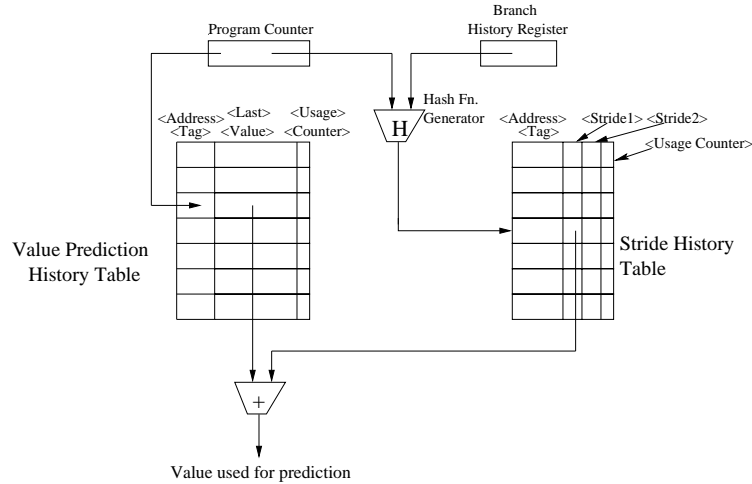 Branch
Program Counter
History Register
Hash Fn.
Generator
H
<Address>
<Last>
<Usage>
<Tag>
<Value>
<Counter>
<Address>
<Tag>
<Stride1> <Stride2>
<Usage Counter>
Value Prediction
History Table
Stride History
Table
+
Value used for prediction